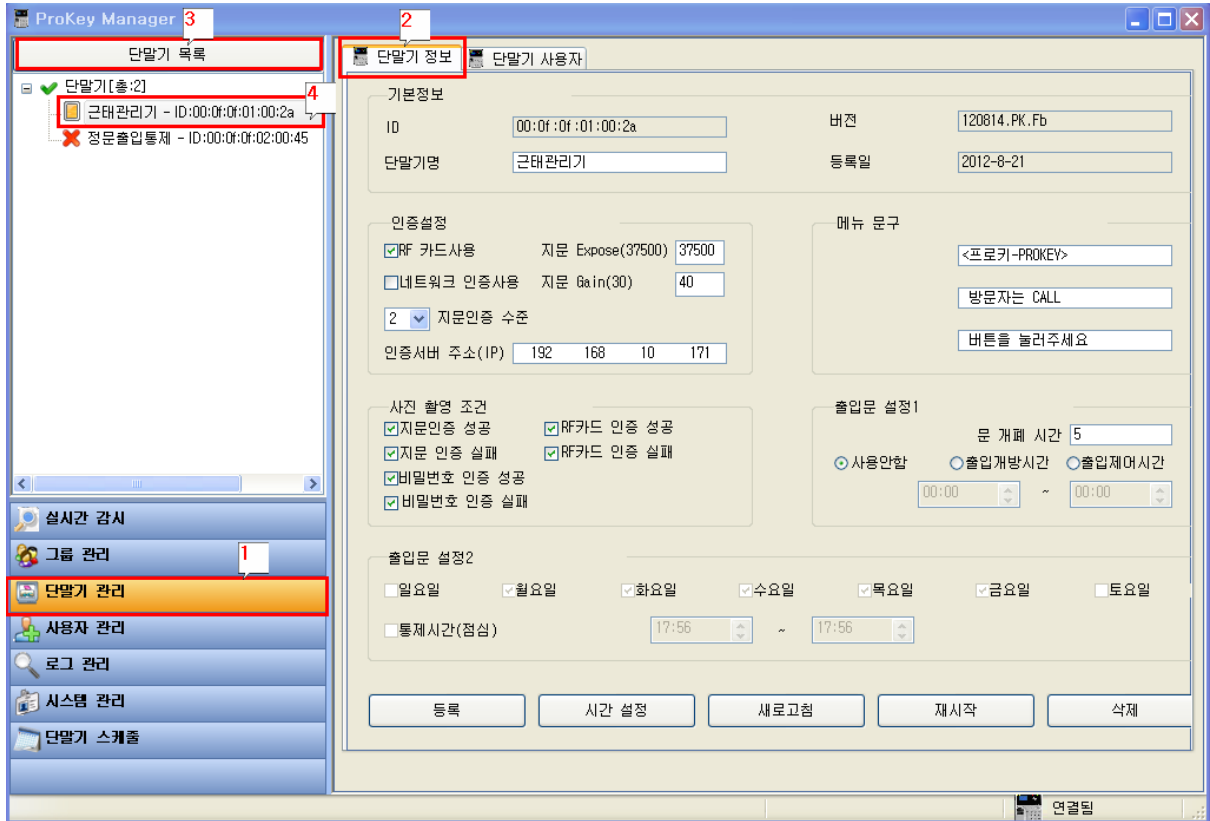 ProKey Manager
3
2
단말기 목록
단말기 정보
단말기 사용자
단말기[총:2]
4
근태관리기 - ID:00:0f:0f:01:00:2a
정문출입통제 - ID:00:0f:0f:02:00:45
기본정보
ID
00:0f:0f:01:00:2a
버전
120814.PK.Fb
단말기명
근태관리기
등록일
2012-8-21
인증설정
RF 카드사용
지문 Expose(37500)
37500
네트워크 인증사용
지문 Gain(30)
40
2
지문인증 수준
인증서버 주소(IP)
192 168 10 171
메뉴 문구
<프로키-PROKEY>
방문자는 CALL
버튼을 눌러주세요
사진 촬영 조건
지문인증 성공
RF카드 인증 성공
지문 인증 실패
RF카드 인증 실패
비밀번호 인증 성공
비밀번호 인증 실패
출입문 설정1
문 개폐 시간
5
사용안함
출입개방시간
출입제어시간
00:00
~
00:00
출입문 설정2
일요일
월요일
화요일
수요일
목요일
금요일
토요일
통제시간(점심)
17:56
~
17:56
등록
시간 설정
새로고침
재시작
삭제
실시간 감시
그룹 관리
1
단말기 관리
사용자 관리
로그 관리
시스템 관리
단말기 스케줄
연결됨